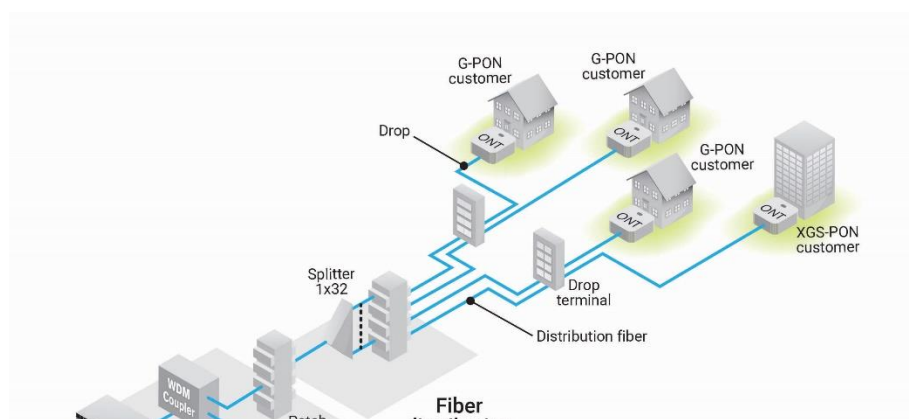 G-PON
customer
G-PON
customer
Drop
ONT
ONT
G-PON
customer
ONT
ONT
XGS-PON
customer
Splitter
1x32
Drop
terminal
Distribution fiber
WDM
Coupler
Fiber